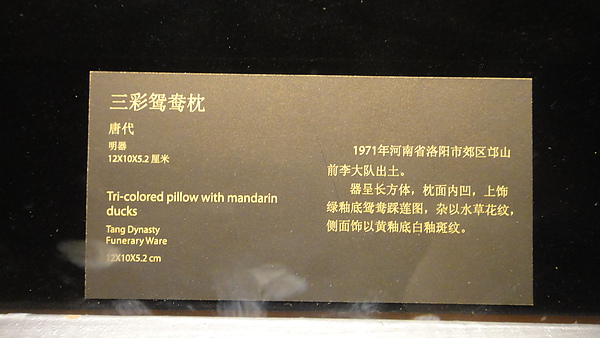 三彩鸳鸯枕
唐代
明器
12X10X5.2 厘米
Tri-colored pillow with mandarin
ducks
Tang Dynasty
Funerary Ware
12X10X5.2 cm
1971年河南省洛阳市郊区邙山
前李大队出土。
器呈长方体，枕面内凹，上饰
绿釉底鸳鸯踩莲图，杂以水草花纹，
侧面饰以黄釉底白釉斑纹。